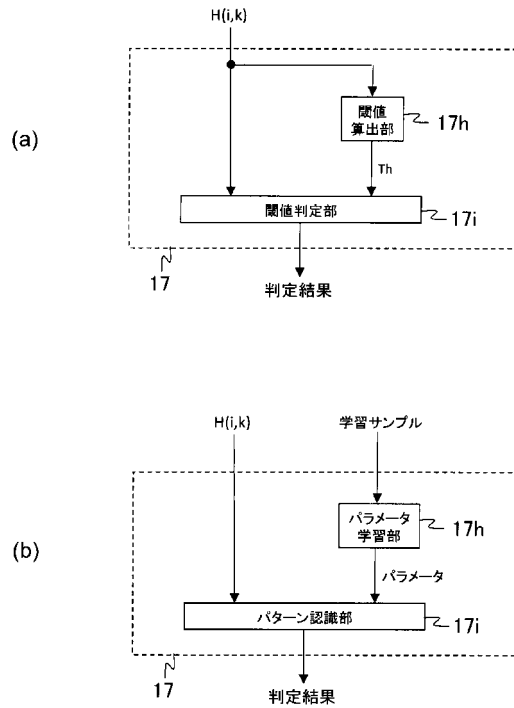 H(i,k)
(a)
閾値
算出部
17h
Th
閾値判定部
17i
17
判定結果
H(i,k)
学習サンプル
(b)
パラメータ
学習部
17h
パラメータ
パターン認識部
17i
17
判定結果